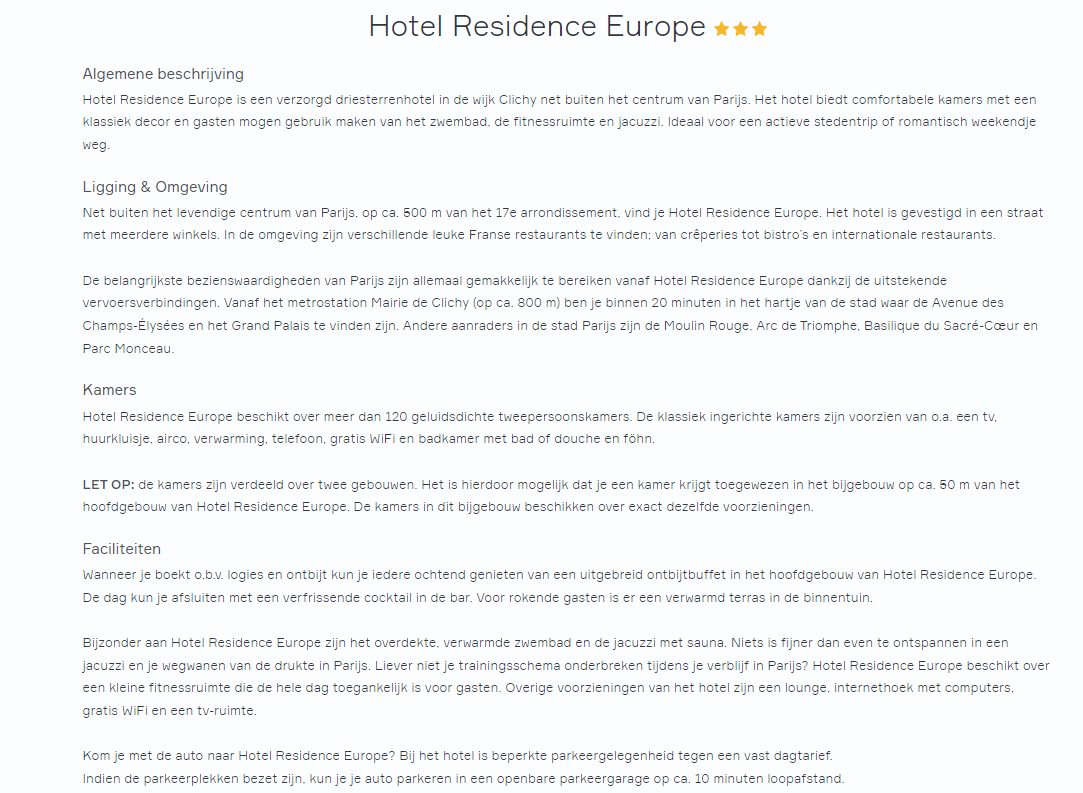 Hotel Residence Europe
Algemene beschrijving
Hotel Residence Europe is een verzorgd driesterrenhotel in de wijk Clichy net buiten het centrum van Parijs. Het hotel biedt comfortabele kamers met een
klassiek decor en gasten mogen gebruik maken van het zwembad, de fitnessruimte en jacuzzi. Ideaal voor een actieve stedentrip of romantisch weekendje
weg.
Ligging & Omgeving
Net buiten het levendige centrum van Parijs, op ca. 500 m van het 17e arrondissement, vind je Hotel Residence Europe. Het hotel is gevestigd in een straat
met meerdere winkels. In de omgeving zijn verschillende leuke Franse restaurants te vinden; van crêperies tot bistro's en internationale restaurants.
De belangrijkste bezienswaardigheden van Parijs zijn allemaal gemakkelijk te bereiken vanaf Hotel Residence Europe dankzij de uitstekende
vervoersverbindingen. Vanaf het metrostation Mairie de Clichy (op ca. 800 m) ben je binnen 20 minuten in het hartje van de stad waar de Avenue des
Champs-Élysées en het Grand Palais te vinden zijn. Andere aanraders in de stad Parijs zijn de Moulin Rouge, Arc de Triomphe, Basilique du Sacré-Cœur en
Parc Monceau.
Kamers
Hotel Residence Europe beschikt over meer dan 120 geluidsdichte tweepersoonskamers. De klassiek ingerichte kamers zijn voorzien van o.a. een tv,
huurkluisje, airco, verwarming, telefoon, gratis WiFi en badkamer met bad of douche en föhn.
LET OP: de kamers zijn verdeeld over twee gebouwen. Het is hierdoor mogelijk dat je een kamer krijgt toegewezen in het bijgebouw op ca. 50 m van het
hoofdgebouw van Hotel Residence Europe. De kamers in dit bijgebouw beschikken over exact dezelfde voorzieningen.
Faciliteiten
Wanneer je boekt o.b.v. logies en ontbijt kun je iedere ochtend genieten van een uitgebreid ontbijtbuffet in het hoofdgebouw van Hotel Residence Europe.
De dag kun je afsluiten met een verfrissende cocktail in de bar. Voor rokende gasten is er een verwarmd terras in de binnentuin.
Bijzonder aan Hotel Residence Europe zijn het overdekte, verwarmde zwembad en de jacuzzi met sauna. Niets is fijner dan even te ontspannen in een
jacuzzi en je wegwanen van de drukte in Parijs. Liever niet je trainingsschema onderbreken tijdens je verblijf in Parijs? Hotel Residence Europe beschikt over
een kleine fitnessruimte die de hele dag toegankelijk is voor gasten. Overige voorzieningen van het hotel zijn een lounge, internethoek met computers,
gratis WiFi en een tv-ruimte.
Kom je met de auto naar Hotel Residence Europe? Bij het hotel is beperkte parkeergelegenheid tegen een vast dagtarief.
Indien de parkeerplekken bezet zijn, kun je je auto parkeren in een openbare parkeergarage op ca. 10 minuten loopafstand.